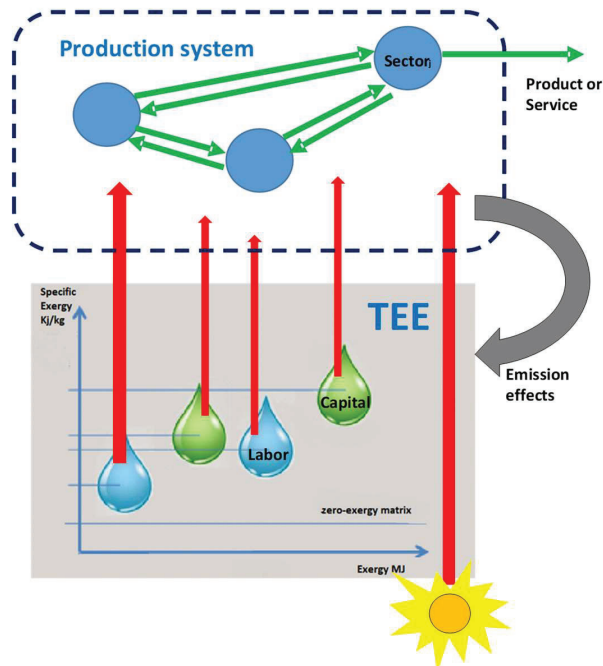 Production system
Sector
Product or
Service
Specific
Exergy
Kj/kg
TEE
Emission
effects
Capital
Labor
zero-exergy matrix
Exergy MJ